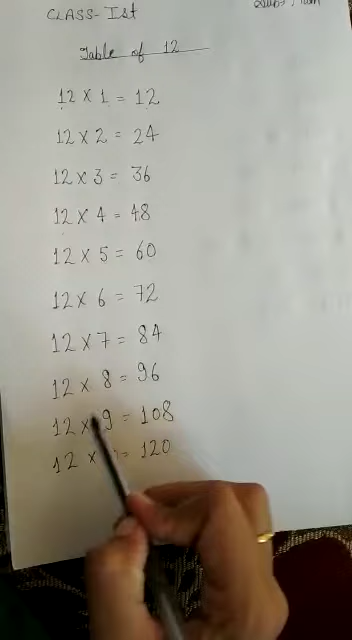 CLASS-Ist
Table of 12
12 x 1 = 12
12 x 2 = 24
12 x 3 = 36
12 x 4 = 48
12 x 5 = 60
12 x 6 = 72
12 x 7 = 84
12 x 8 = 96
12 x 9 = 108
12 x = 120